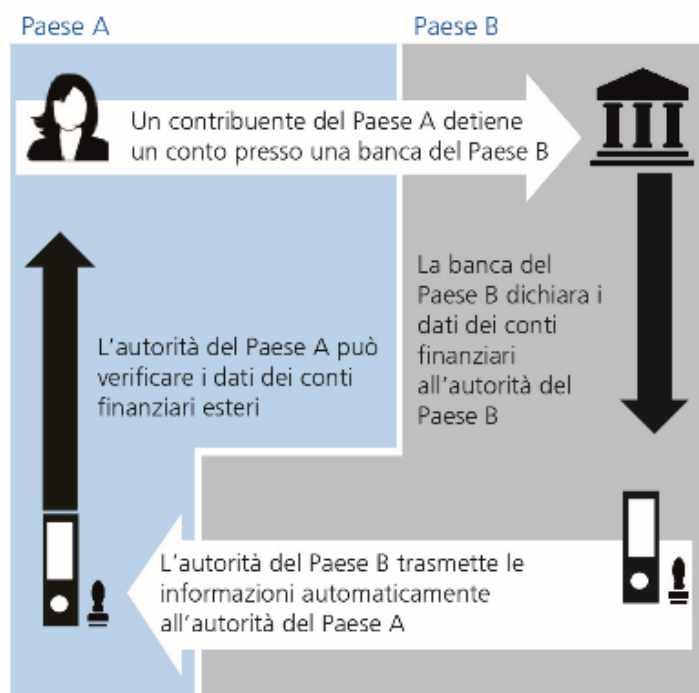 Paese A
Paese B
Un contribuente del Paese A detiene
un conto presso una banca del Paese B
La banca del
Paese B dichiara i
dati dei conti
finanziari
all'autorità del
Paese B
L'autorità del Paese A può
verificare i dati dei conti
finanziari esteri
L'autorità del Paese B trasmette le
informazioni automaticamente
all'autorità del Paese A